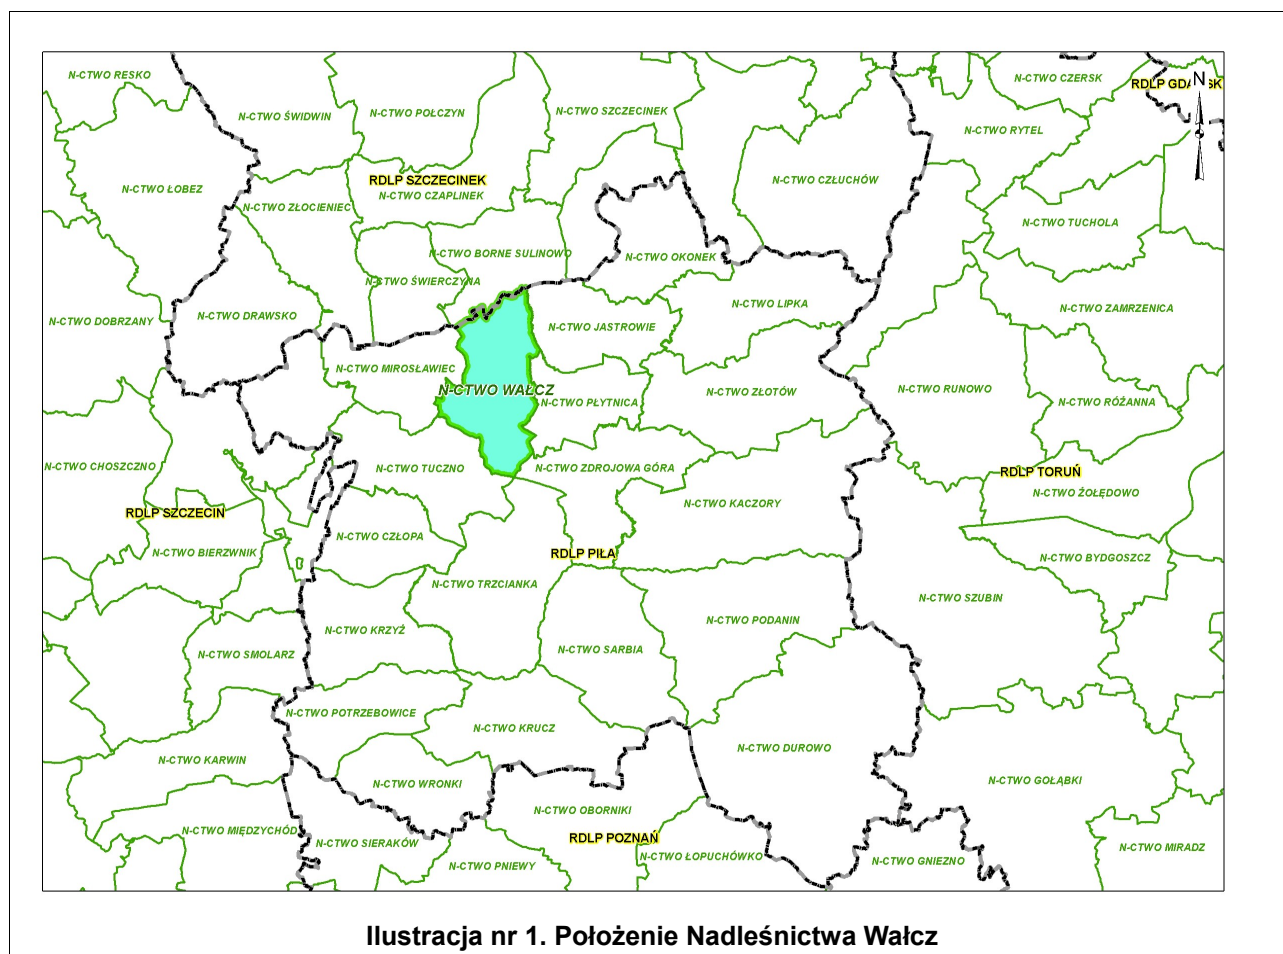 N-CTWO RESKO
N-CTWO CZERSK
RDLP GDAŃSK
N
N-CTWO ŚWIDWIN
N-CTWO POŁCZYN
N-CTWO SZCZECINEK
N-CTWO RYTEL
N-CTWO ŁOBEZ
RDLP SZCZECINEK
N-CTWO CZAPLINEK
N-CTWO CZŁUCHÓW
N-CTWO ZŁOCIENIEC
N-CTWO TUCHOLA
N-CTWO BORNE SULINOWO
N-CTWO OKONEK
N-CTWO ŚWIERCZYNA
N-CTWO LIPKA
N-CTWO ZAMRZENICA
N-CTWO DOBRZANY
N-CTWO DRAWSKO
N-CTWO JASTROWIE
N-CTWO MIROSŁAWIEC
N-CTWO WAŁCZ
N-CTWO PŁYTNICA
N-CTWO ZŁOTÓW
N-CTWO RUNOWO
N-CTWO RÓŻANNA
N-CTWO CHOSZCZNO
N-CTWO TUCZNO
N-CTWO ZDROJOWA GÓRA
RDLP TORUŃ
N-CTWO ŻOŁĘDOWO
N-CTWO KACZORY
RDLP SZCZECIN
N-CTWO BIERZWNIK
N-CTWO CZŁOPA
RDLP PIŁA
N-CTWO BYDGOSZCZ
N-CTWO TRZCIANKA
N-CTWO SZUBIN
N-CTWO KRZYŻ
N-CTWO PODANIN
N-CTWO SMOLARZ
N-CTWO SARBIA
N-CTWO POTRZEBOWICE
N-CTWO KRUCZ
N-CTWO DUROWO
N-CTWO KARWIN
N-CTWO WRONKI
N-CTWO GOŁĄBKI
N-CTWO OBORNIKI
N-CTWO MIĘDZYCHÓD
N-CTWO SIERAKÓW
RDLP POZNAŃ
N-CTWO PNIEWY
N-CTWO ŁOPUCHÓWKO
N-CTWO GNIEZNO
N-CTWO MIRADZ
Ilustracja nr 1. Położenie Nadleśnictwa Wałcz